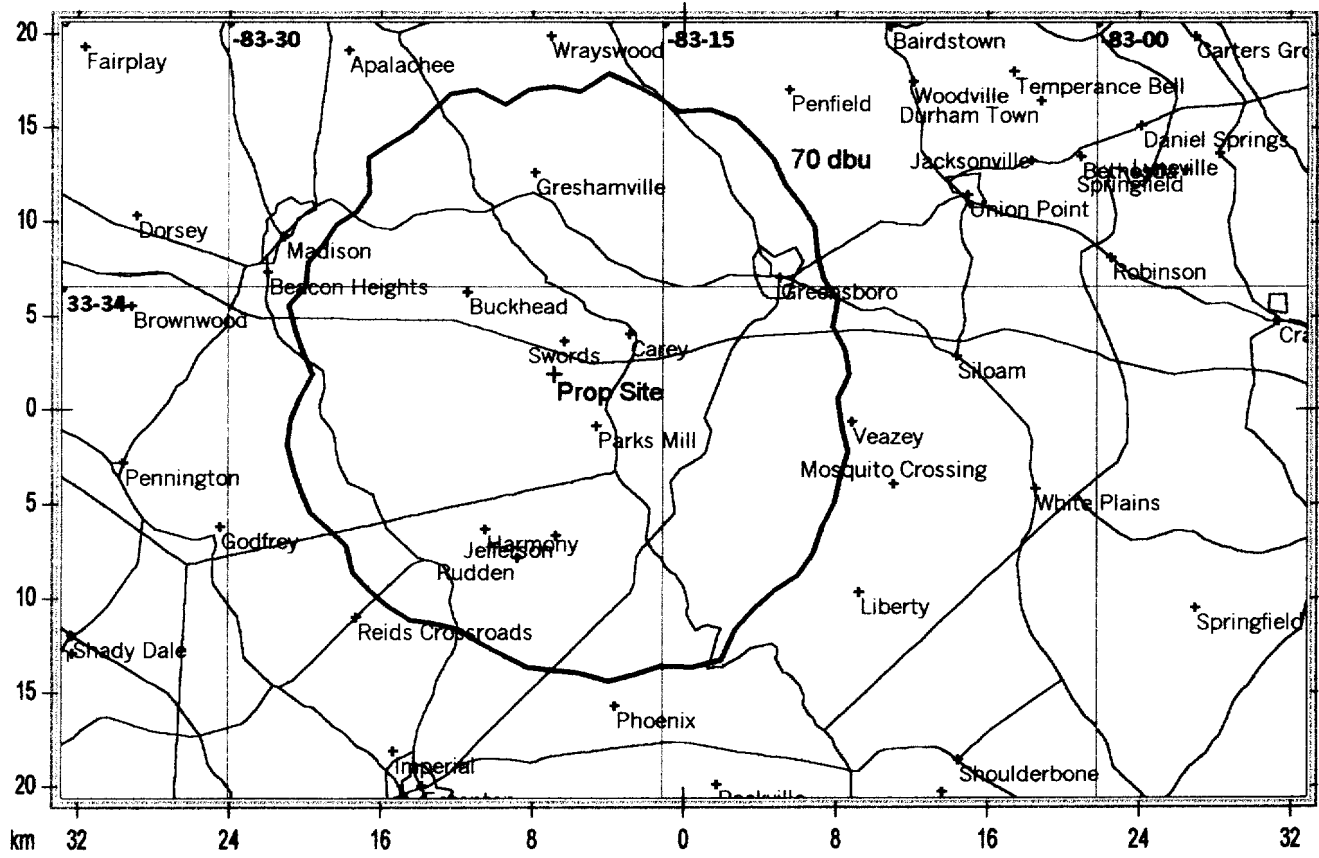 20
-83-30
Wrayswood
-83-15
Bairdstown
-83-00
Carters Gro
Fairplay
Apalachee
Penfield
Temperance Bell
Woodville
Durham Town
15
Daniel Springs
70 dbu
Jacksonville
Greshamville
Springfield
10
Union Point
Dorsey
Madison
Robinson
Beacon Heights
Greensboro
33-34
Buckhead
5
Brownwood
Cra
Swords
Carey
Siloam
Prop Site
0
Parks Mill
Veazey
Mosquito Crossing
Pennington
5
White Plains
Godfrey
Harmony
Jefferson
Rudden
10
Liberty
Springfield
Reids Crossroads
Shady Dale
15
Phoenix
Imperial
Shoulderbone
20
km
32
24
16
8
0
8
16
24
32